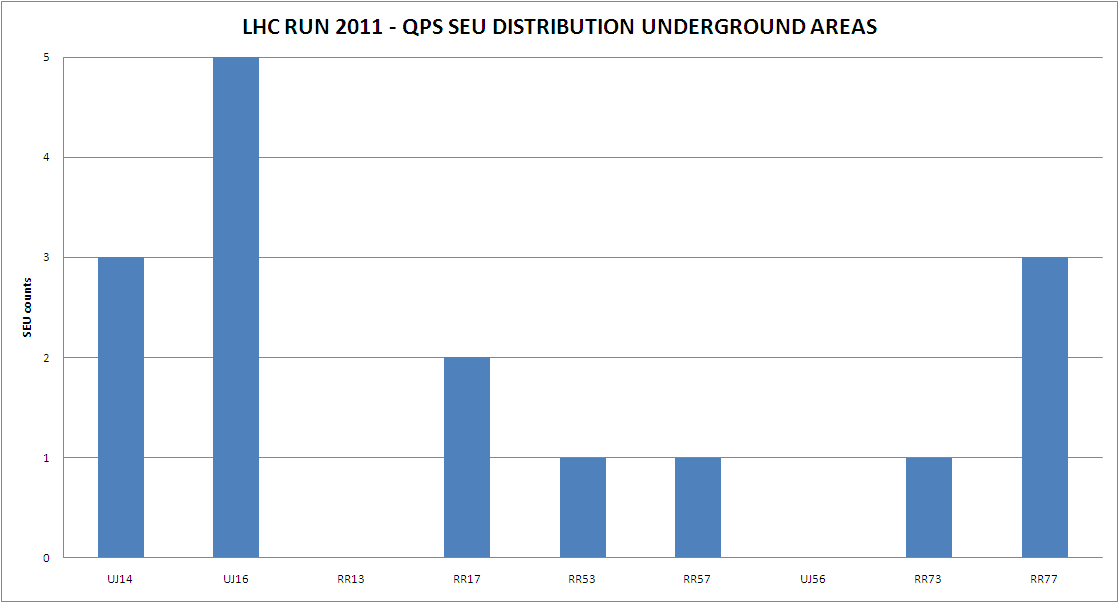 LHC RUN 2011 - QPS SEU DISTRIBUTION UNDERGROUND AREAS
5
4
3
2
1
0
SEU counts
UJ14 UJ16 RR13 RR17 RR53 RR57 UJ56 RR73 RR77